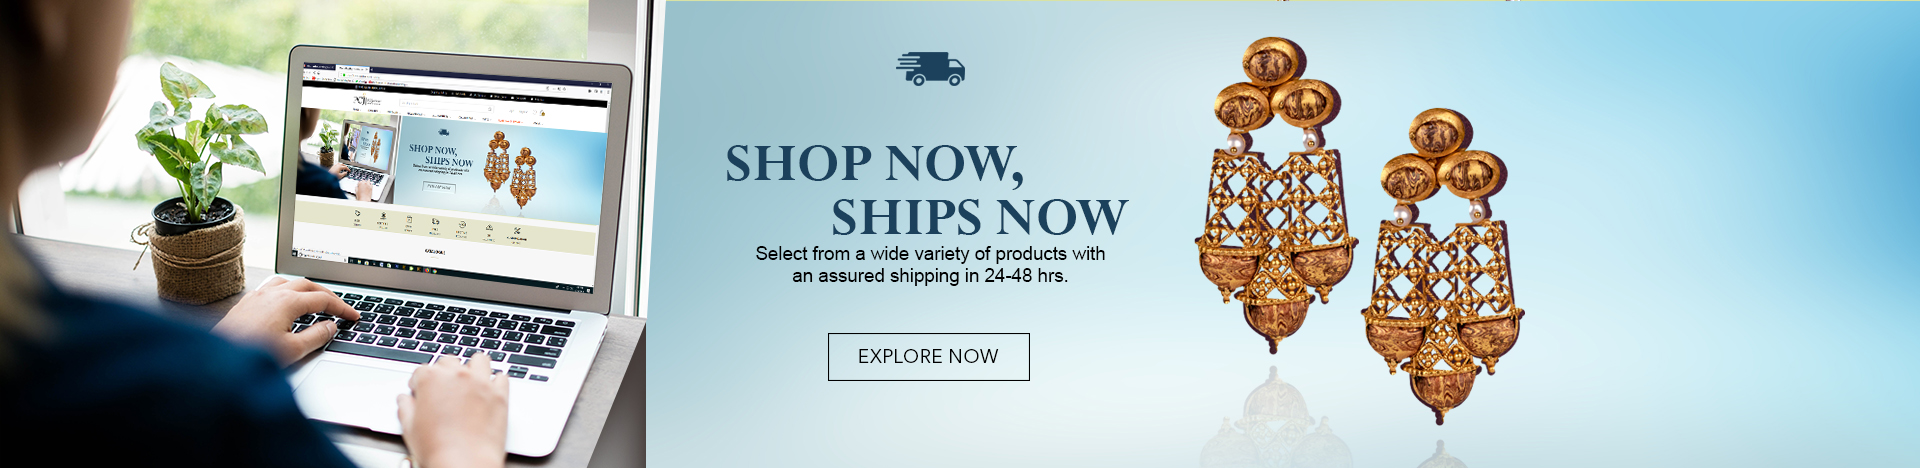 SHOP NOW,
SHIPS NOW
Select from a wide variety of products with
an assured shipping in 24-48 hrs.
EXPLORE NOW
SHOP NOW,
SHIPS NOW